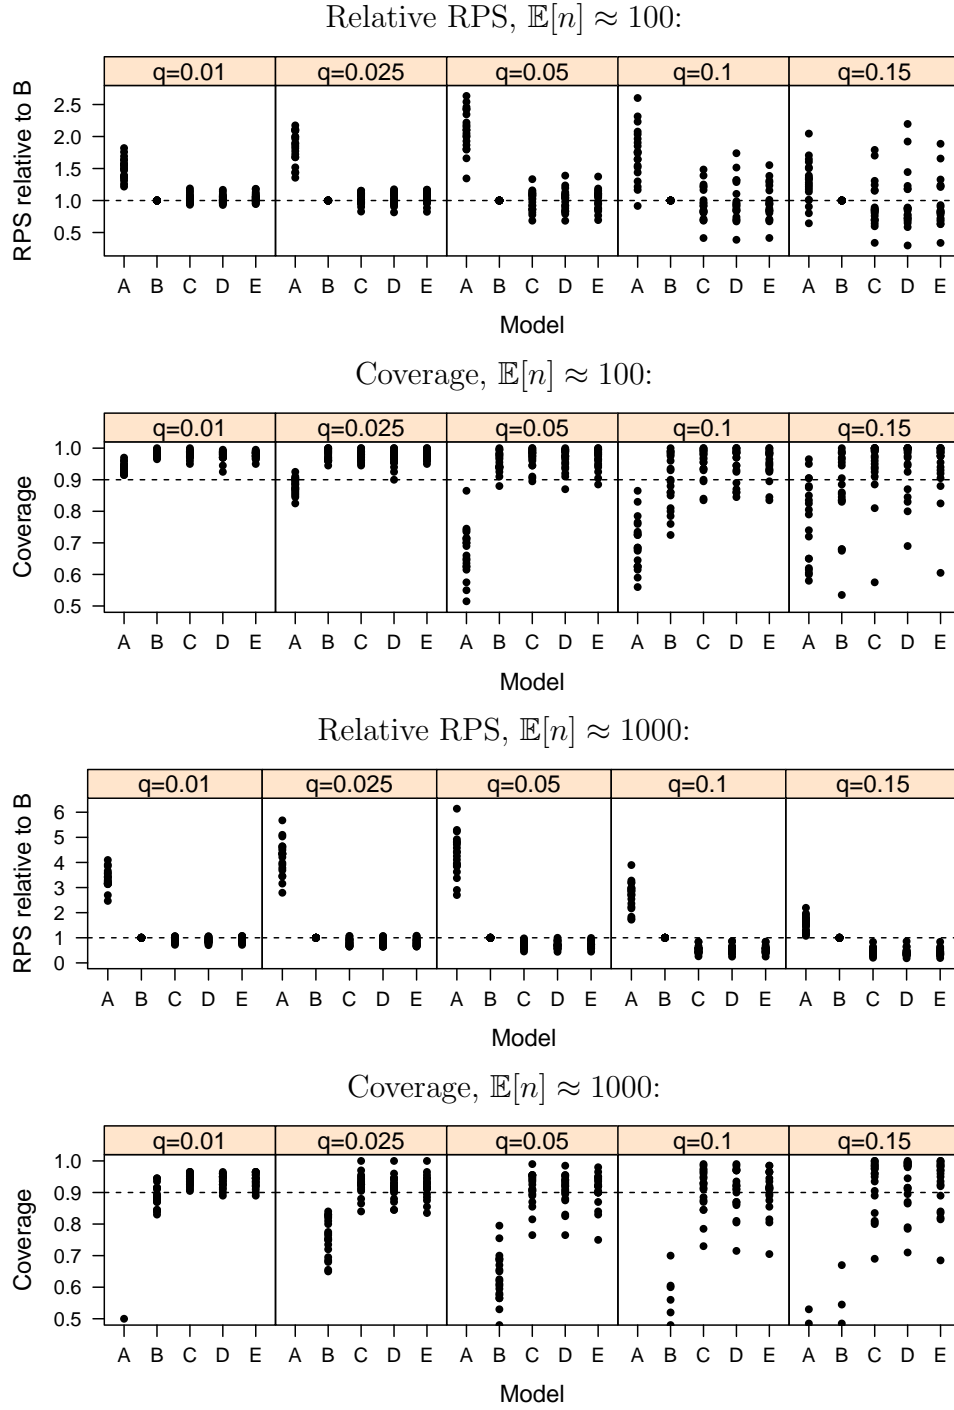 Relative RPS, 𝔼[n] ≈ 100:
q=0.01 q=0.025 q=0.05 q=0.1 q=0.15
RPS relative to B
2.5
2.0
1.5
1.0
0.5
A B C D E A B C D E A B C D E A B C D E A B C D E
Model
Coverage, 𝔼[n] ≈ 100:
q=0.01 q=0.025 q=0.05 q=0.1 q=0.15
Coverage
1.0
0.9
0.8
0.7
0.6
0.5
A B C D E A B C D E A B C D E A B C D E A B C D E
Model
Relative RPS, 𝔼[n] ≈ 1000:
q=0.01 q=0.025 q=0.05 q=0.1 q=0.15
RPS relative to B
6
5
4
3
2
1
0
A B C D E A B C D E A B C D E A B C D E A B C D E
Model
Coverage, 𝔼[n] ≈ 1000:
q=0.01 q=0.025 q=0.05 q=0.1 q=0.15
Coverage
1.0
0.9
0.8
0.7
0.6
0.5
A B C D E A B C D E A B C D E A B C D E A B C D E
Model